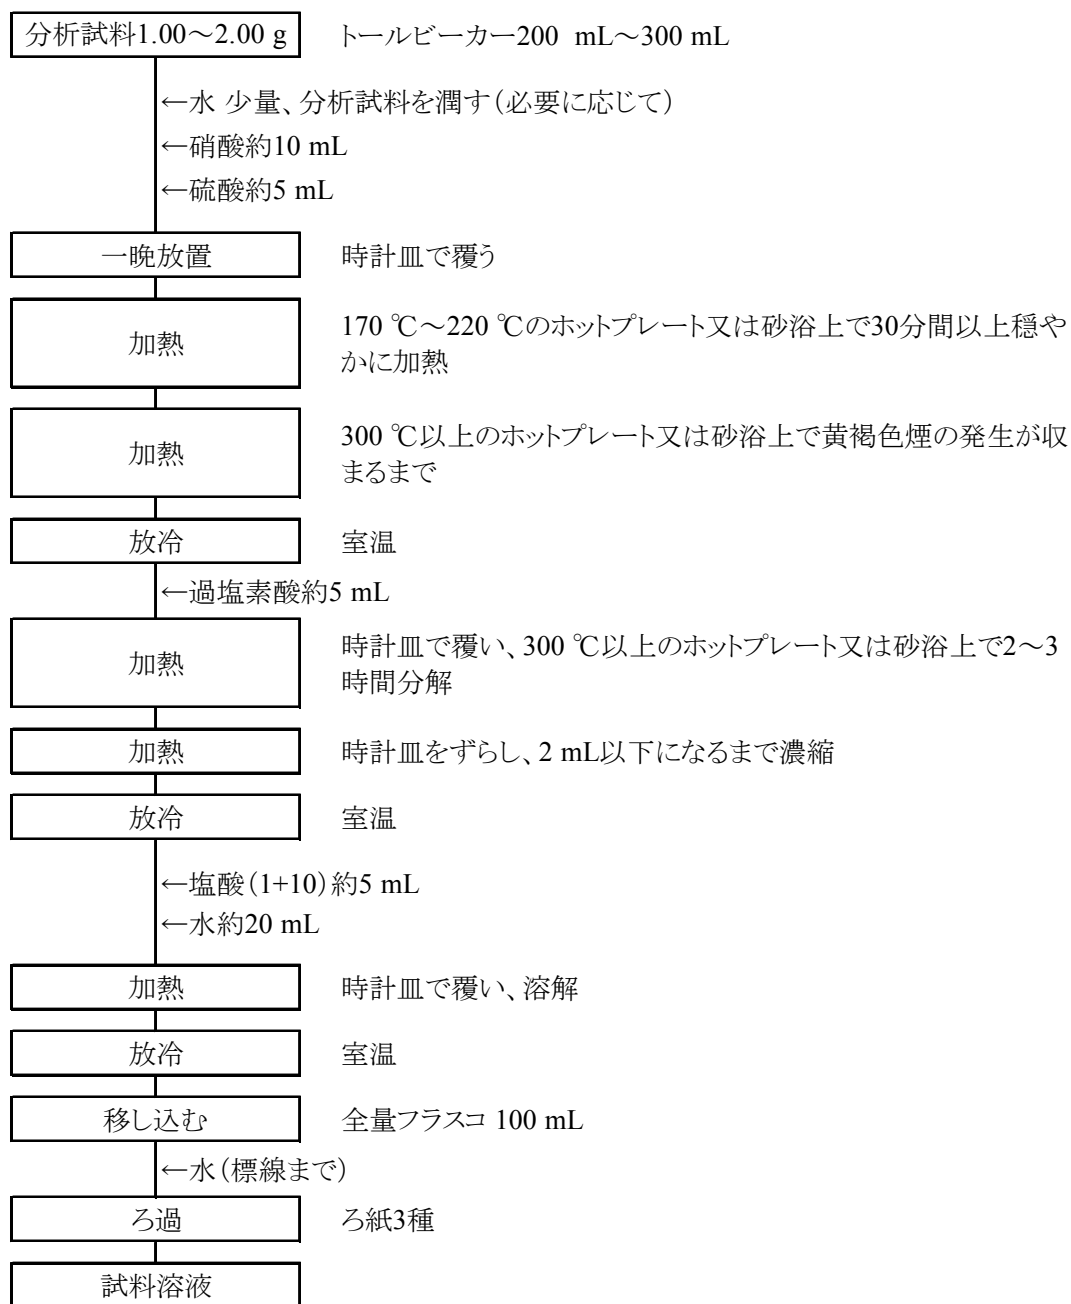 分析試料1.00～2.00 g トールビーカー200 mL～300 mL
←水 少量、分析試料を潤す（必要に応じて）
←硝酸約10 mL
←硫酸約5 mL
一晩放置 時計皿で覆う
加熱 170 ℃～220 ℃のホットプレート又は砂浴上で30分間以上穏や
かに加熱
加熱 300 ℃以上のホットプレート又は砂浴上で黄褐色煙の発生が収
まるまで
放冷 室温
←過塩素酸約5 mL
加熱 時計皿で覆い、300 ℃以上のホットプレート又は砂浴上で2～3
時間分解
加熱 時計皿をずらし、2 mL以下になるまで濃縮
放冷 室温
←塩酸（1+10）約5 mL
←水約20 mL
加熱 時計皿で覆い、溶解
放冷 室温
移し込む 全量フラスコ 100 mL
←水（標線まで）
ろ過 ろ紙3種
試料溶液